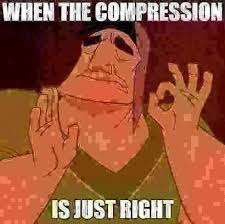 WHEN THE COMPRESSION
IS JUST RIGHT